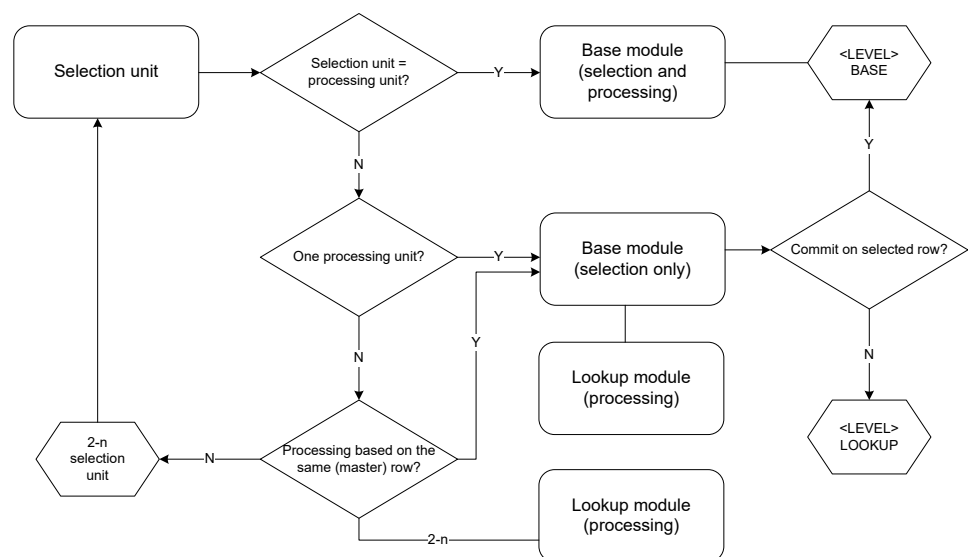 Selection unit
Selection unit =
processing unit?
Y
Base module
(selection and
processing)
<LEVEL>
BASE
N
Y
One processing unit?
Y
Base module
(selection only)
Commit on selected row?
N
Y
N
Lookup module
(processing)
<LEVEL>
LOOKUP
2-n
selection
unit
N
Processing based on the
same (master) row?
Lookup module
(processing)
2-n